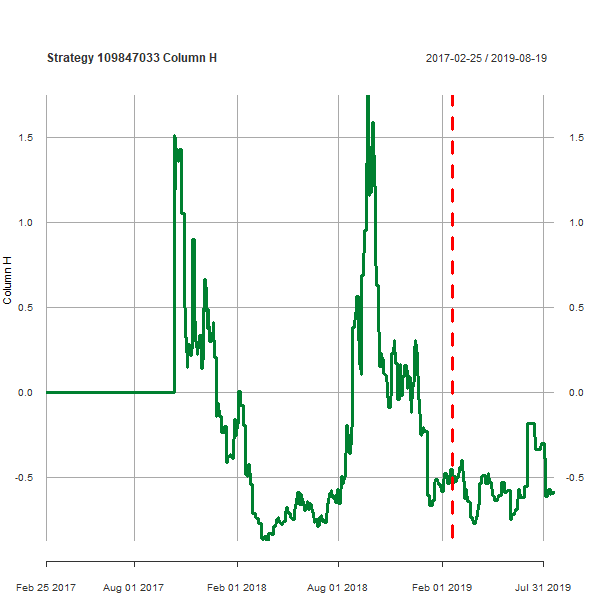 Strategy 109847033 Column H
2017-02-25 / 2019-08-19
1.5
1.5
1.0
1.0
0.5
0.5
0.0
0.0
-0.5
-0.5
Column H
Feb 25 2017
Aug 01 2017
Feb 01 2018
Aug 01 2018
Feb 01 2019
Jul 31 2019